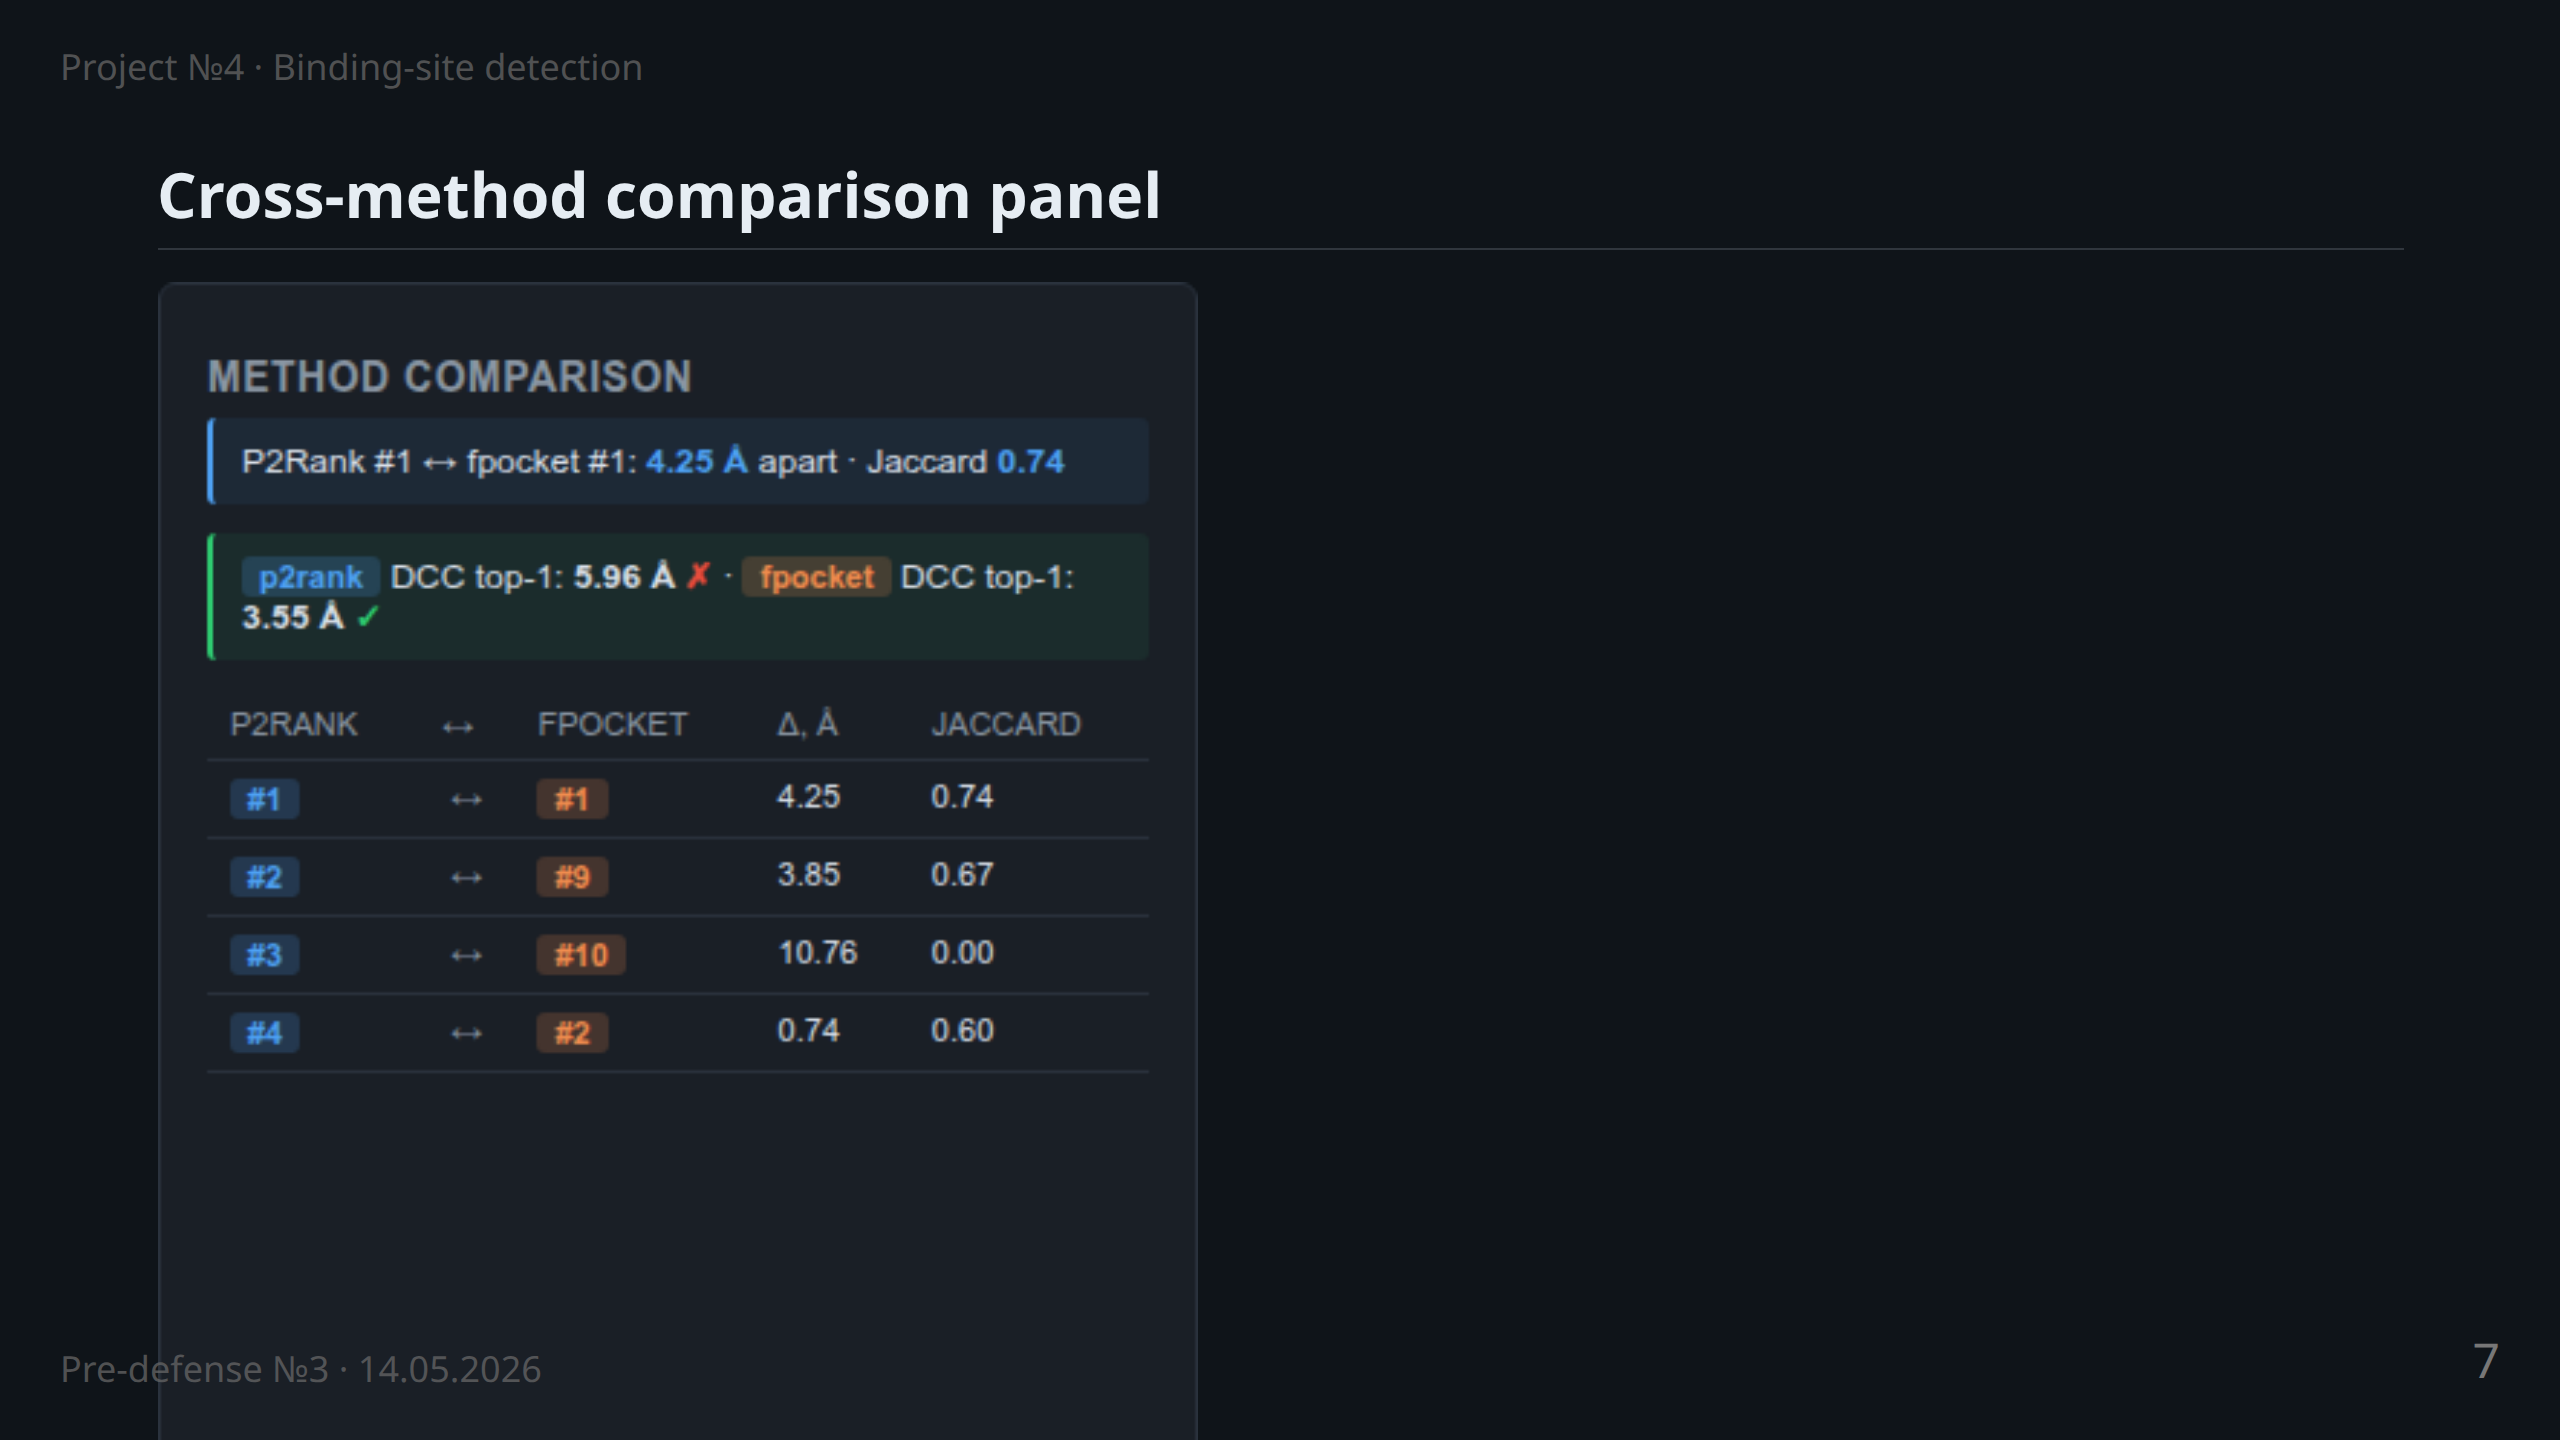 Project №4 · Binding-site detection
Cross-method comparison panel
METHOD COMPARISON
P2Rank #1 ↔ fpocket #1: 4.25 Å apart · Jaccard 0.74
p2rank DCC top-1: 5.96 Å ✗ · fpocket DCC top-1:
3.55 Å ✓
P2RANK ↔ FPOCKET Δ, Å JACCARD
#1 ↔ #1 4.25 0.74
#2 ↔ #9 3.85 0.67
#3 ↔ #10 10.76 0.00
#4 ↔ #2 0.74 0.60
Pre-defense №3 · 14.05.2026
7